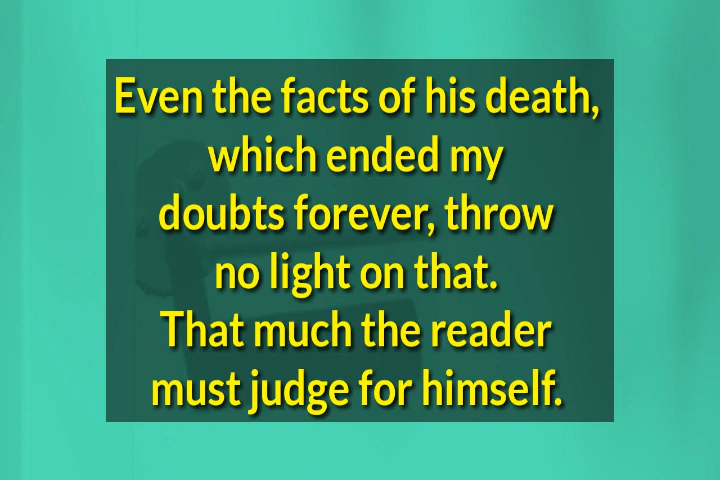 Even the facts of his death,
which ended my
doubts forever, throw
no light on that.
That much the reader
must judge for himself.